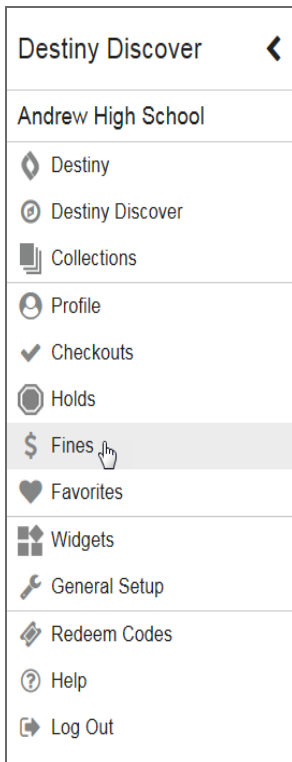 Destiny Discover
Andrew High School
Destiny
Destiny Discover
Collections
Profile
Checkouts
Holds
$ Fines
Favorites
Widgets
General Setup
Redeem Codes
? Help
Log Out